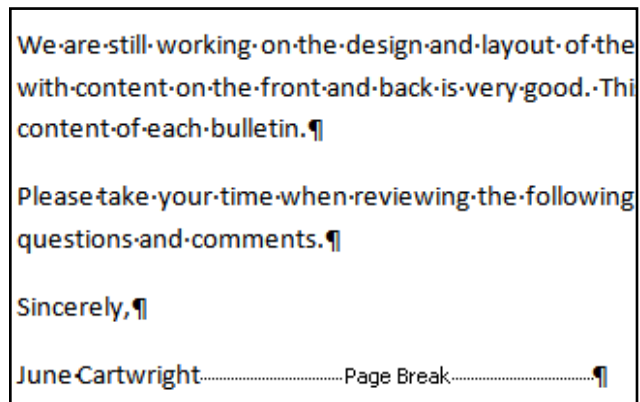 We·are·still·working·on·the·design·and·layout·of·the
with·content·on·the·front·and·back·is·very·good.·Thi
content·of·each·bulletin.¶
Please·take·your·time·when·reviewing·the·following
questions·and·comments.¶
Sincerely,¶
June·Cartwright Page Break ¶